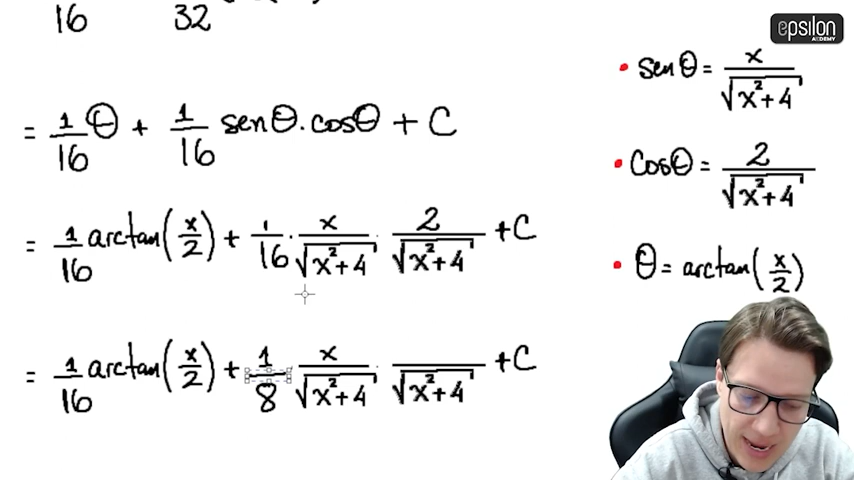 16 32
epsilon
ACADEMY
• senθ = x/√(x²+4)
= 1/16 θ + 1/16 senθ.cosθ + C
• cosθ = 2/√(x²+4)
= 1/16 arctan(x/2) + 1/16 · x/√(x²+4) · 2/√(x²+4) + C
• θ = arctan(x/2)
= 1/16 arctan(x/2) + 1/8 x/√(x²+4) /√(x²+4) + C